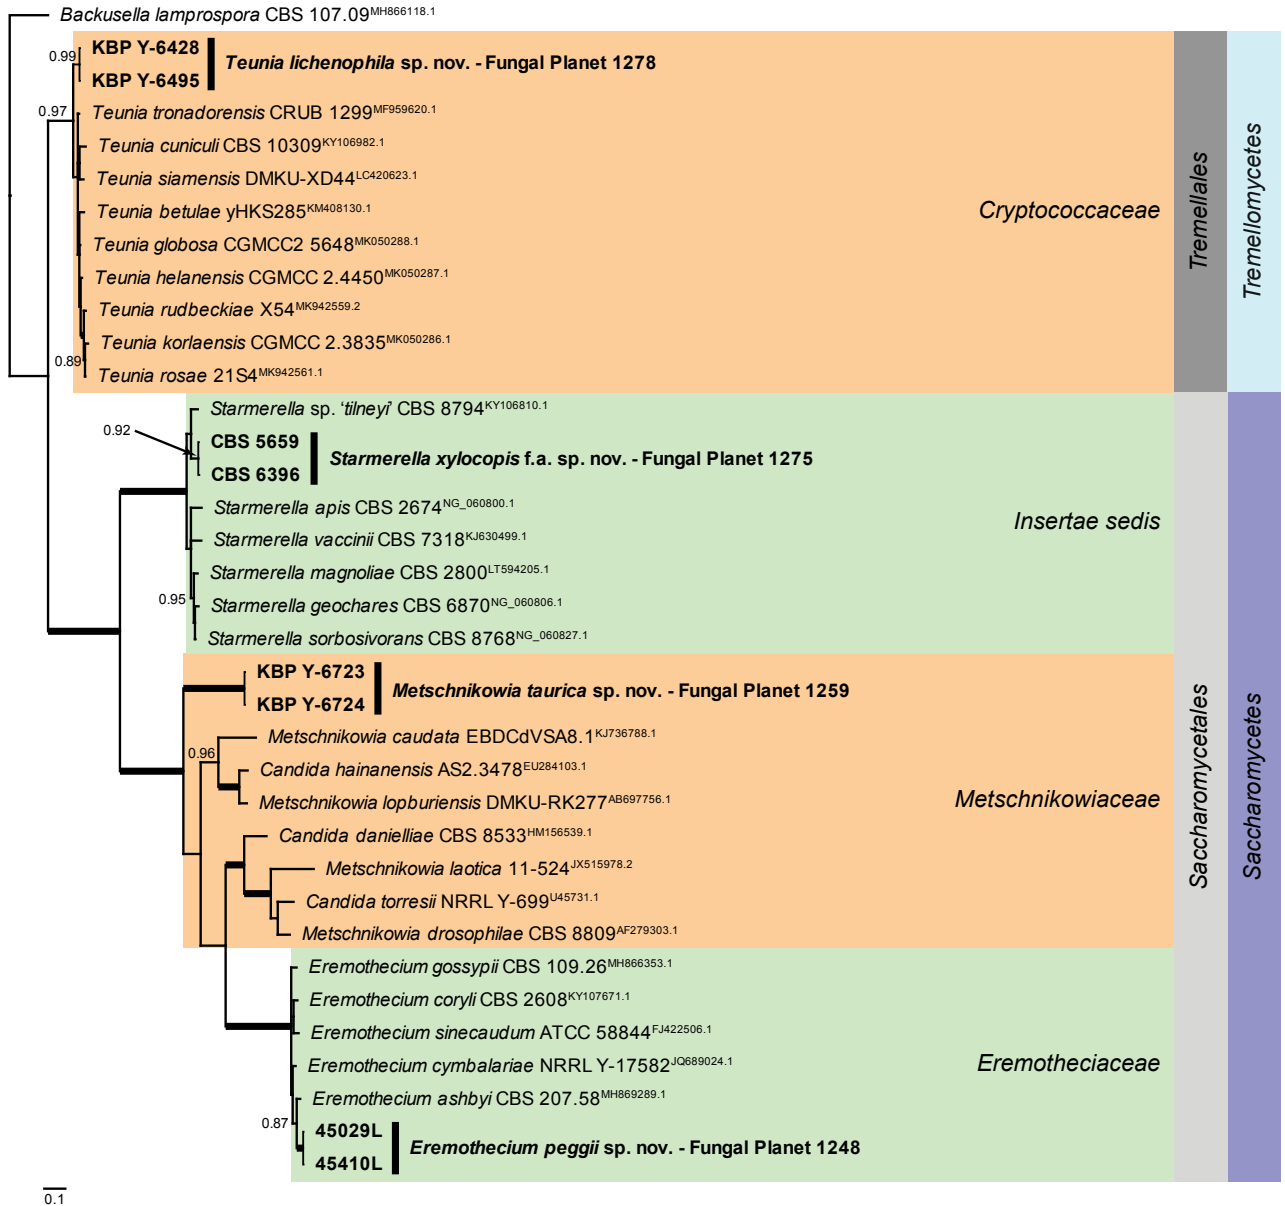 Backusella lamprospora CBS 107.09MH866118.1
0.99
KBP Y-6428
KBP Y-6495
Teunia lichenophila sp. nov. - Fungal Planet 1278
0.97
Teunia tronadorensis CRUB 1299MF959620.1
Teunia cuniculi CBS 10309KY106982.1
Teunia siamensis DMKU-XD44LC420623.1
Teunia betulae yHKS285KM408130.1
Teunia globosa CGMCC2 5648MK050288.1
Teunia helanensis CGMCC 2.4450MK050287.1
Teunia rudbeckiae X54MK942559.2
Teunia korlaensis CGMCC 2.3835MK050286.1
0.89
Teunia rosae 21S4MK942561.1
Cryptococcaceae
Tremellales
Tremellomycetes
Starmerella sp. ‘tilneyi’ CBS 8794KY106810.1
0.92
CBS 5659
CBS 6396
Starmerella xylocopis f.a. sp. nov. - Fungal Planet 1275
Starmerella apis CBS 2674NG_060800.1
Starmerella vaccinii CBS 7318KJ630499.1
Starmerella magnoliae CBS 2800LT594205.1
0.95
Starmerella geochares CBS 6870NG_060806.1
Starmerella sorbosivorans CBS 8768NG_060827.1
Insertae sedis
KBP Y-6723
KBP Y-6724
Metschnikowia taurica sp. nov. - Fungal Planet 1259
Metschnikowia caudata EBDCdVSA8.1KJ736788.1
0.96
Candida hainanensis AS2.3478EU284103.1
Metschnikowia lopburiensis DMKU-RK277AB697756.1
Candida danielliae CBS 8533HM156539.1
Metschnikowia laotica 11-524JX515978.2
Candida torresii NRRL Y-699U45731.1
Metschnikowia drosophilae CBS 8809AF279303.1
Metschnikowiaceae
Saccharomycetales
Saccharomycetes
Eremothecium gossypii CBS 109.26MH866353.1
Eremothecium coryli CBS 2608KY107671.1
Eremothecium sinecaudum ATCC 58844FJ422506.1
Eremothecium cymbalariae NRRL Y-17582JQ689024.1
Eremothecium ashbyi CBS 207.58MH869289.1
0.87
45029L
45410L
Eremothecium peggii sp. nov. - Fungal Planet 1248
Eremotheciaceae
0.1